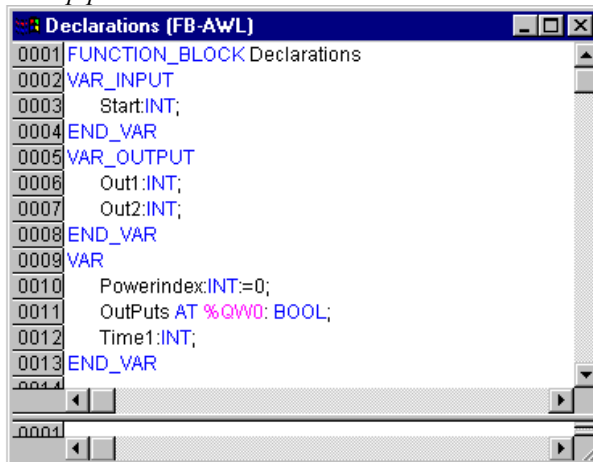 Declarations (FB-AWL)
0001 FUNCTION_BLOCK Declarations
0002 VAR_INPUT
0003 Start:INT;
0004 END_VAR
0005 VAR_OUTPUT
0006 Out1:INT;
0007 Out2:INT;
0008 END_VAR
0009 VAR
0010 Powerindex:INT:=0;
0011 OutPuts AT %QW0: BOOL;
0012 Time1:INT;
0013 END_VAR
0014
0001